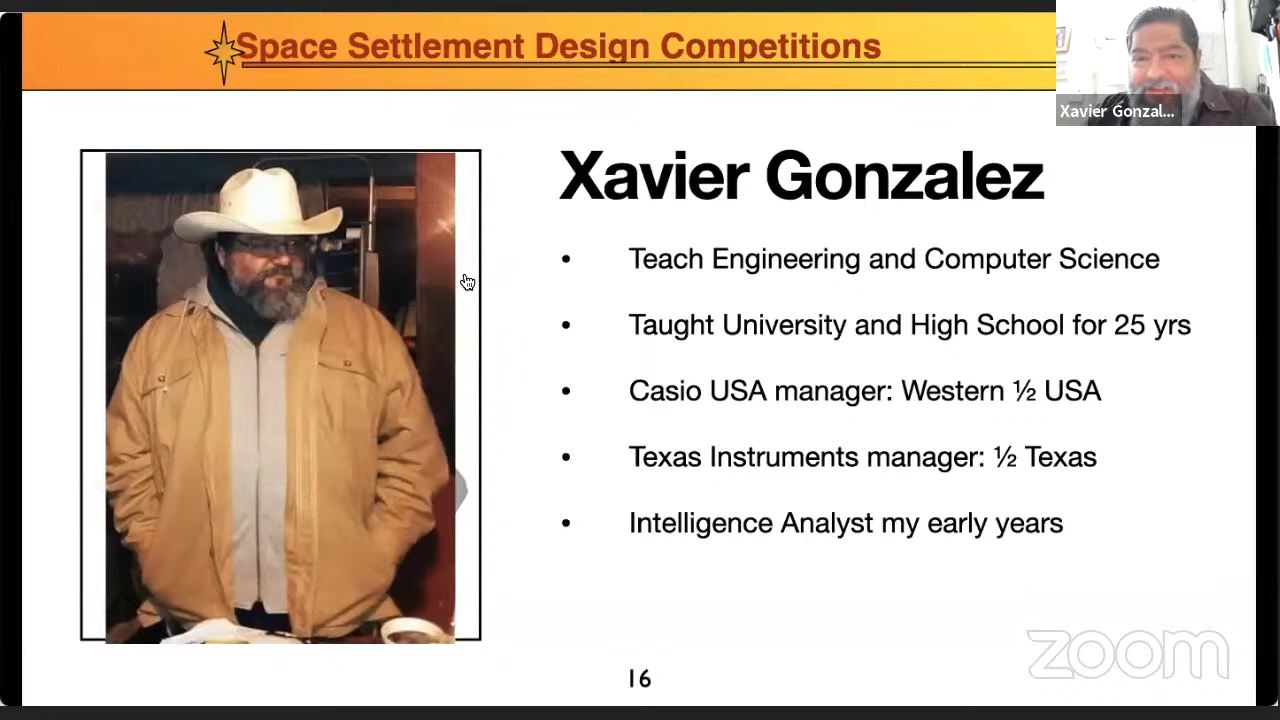 Space Settlement Design Competitions
Xavier Gonzal...
Xavier Gonzalez
• Teach Engineering and Computer Science
• Taught University and High School for 25 yrs
• Casio USA manager: Western ½ USA
• Texas Instruments manager: ½ Texas
• Intelligence Analyst my early years
zoom
16